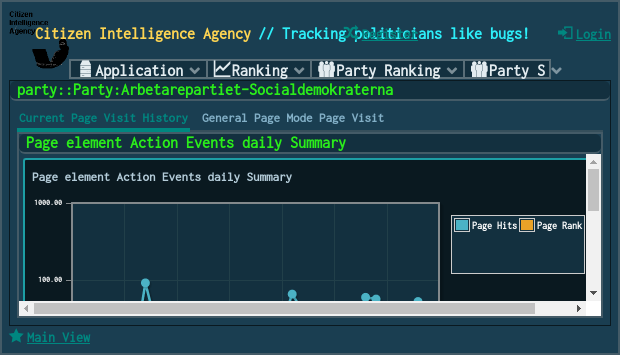 Citizen
Intelligence
Agency
Citizen Intelligence Agency // Tracking politicians like bugs!
Login
Application Ranking Party Ranking Party S
party::Party:Arbetarepartiet-Socialdemokraterna
Current Page Visit History General Page Mode Page Visit
Page element Action Events daily Summary
Page element Action Events daily Summary
1000.00
100.00
Page Hits Page Rank
Main View